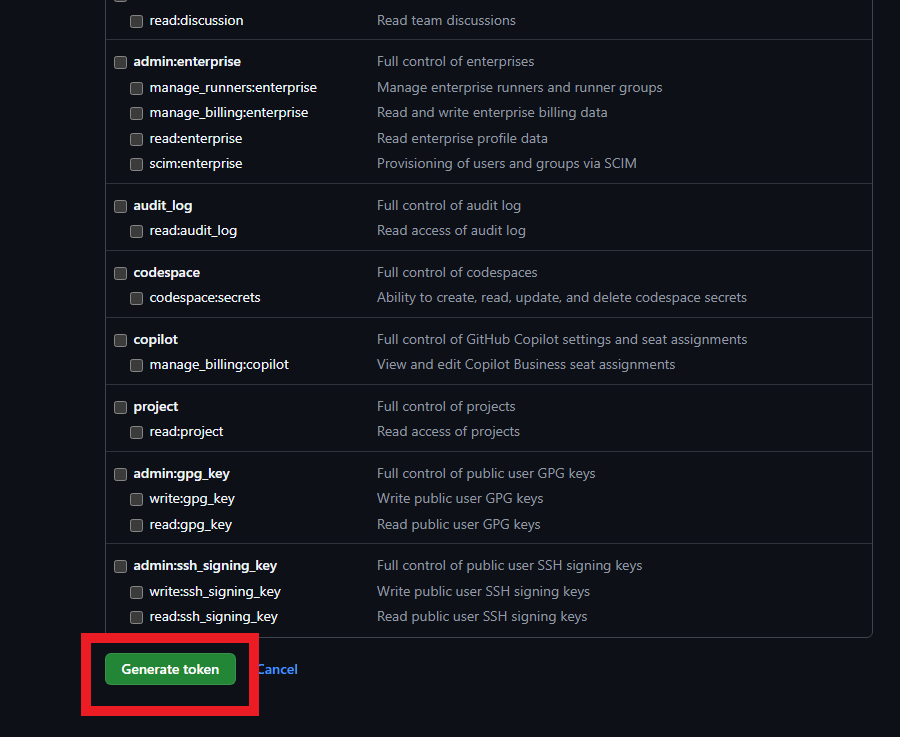 read:discussion Read team discussions
admin:enterprise Full control of enterprises
manage_runners:enterprise Manage enterprise runners and runner groups
manage_billing:enterprise Read and write enterprise billing data
read:enterprise Read enterprise profile data
scim:enterprise Provisioning of users and groups via SCIM
audit_log Full control of audit log
read:audit_log Read access of audit log
codespace Full control of codespaces
codespace:secrets Ability to create, read, update, and delete codespace secrets
copilot Full control of GitHub Copilot settings and seat assignments
manage_billing:copilot View and edit Copilot Business seat assignments
project Full control of projects
read:project Read access of projects
admin:gpg_key Full control of public user GPG keys
write:gpg_key Write public user GPG keys
read:gpg_key Read public user GPG keys
admin:ssh_signing_key Full control of public user SSH signing keys
write:ssh_signing_key Write public user SSH signing keys
read:ssh_signing_key Read public user SSH signing keys
Generate token Cancel